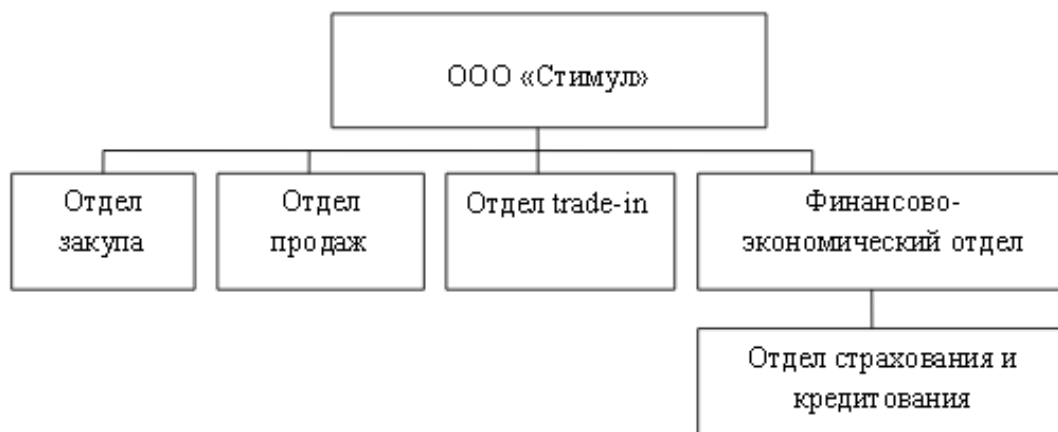 ООО «Стимул»
Отдел
закупа
Отдел
продаж
Отдел trade-in
Финансово-
экономический отдел
Отдел страхования и
кредитования